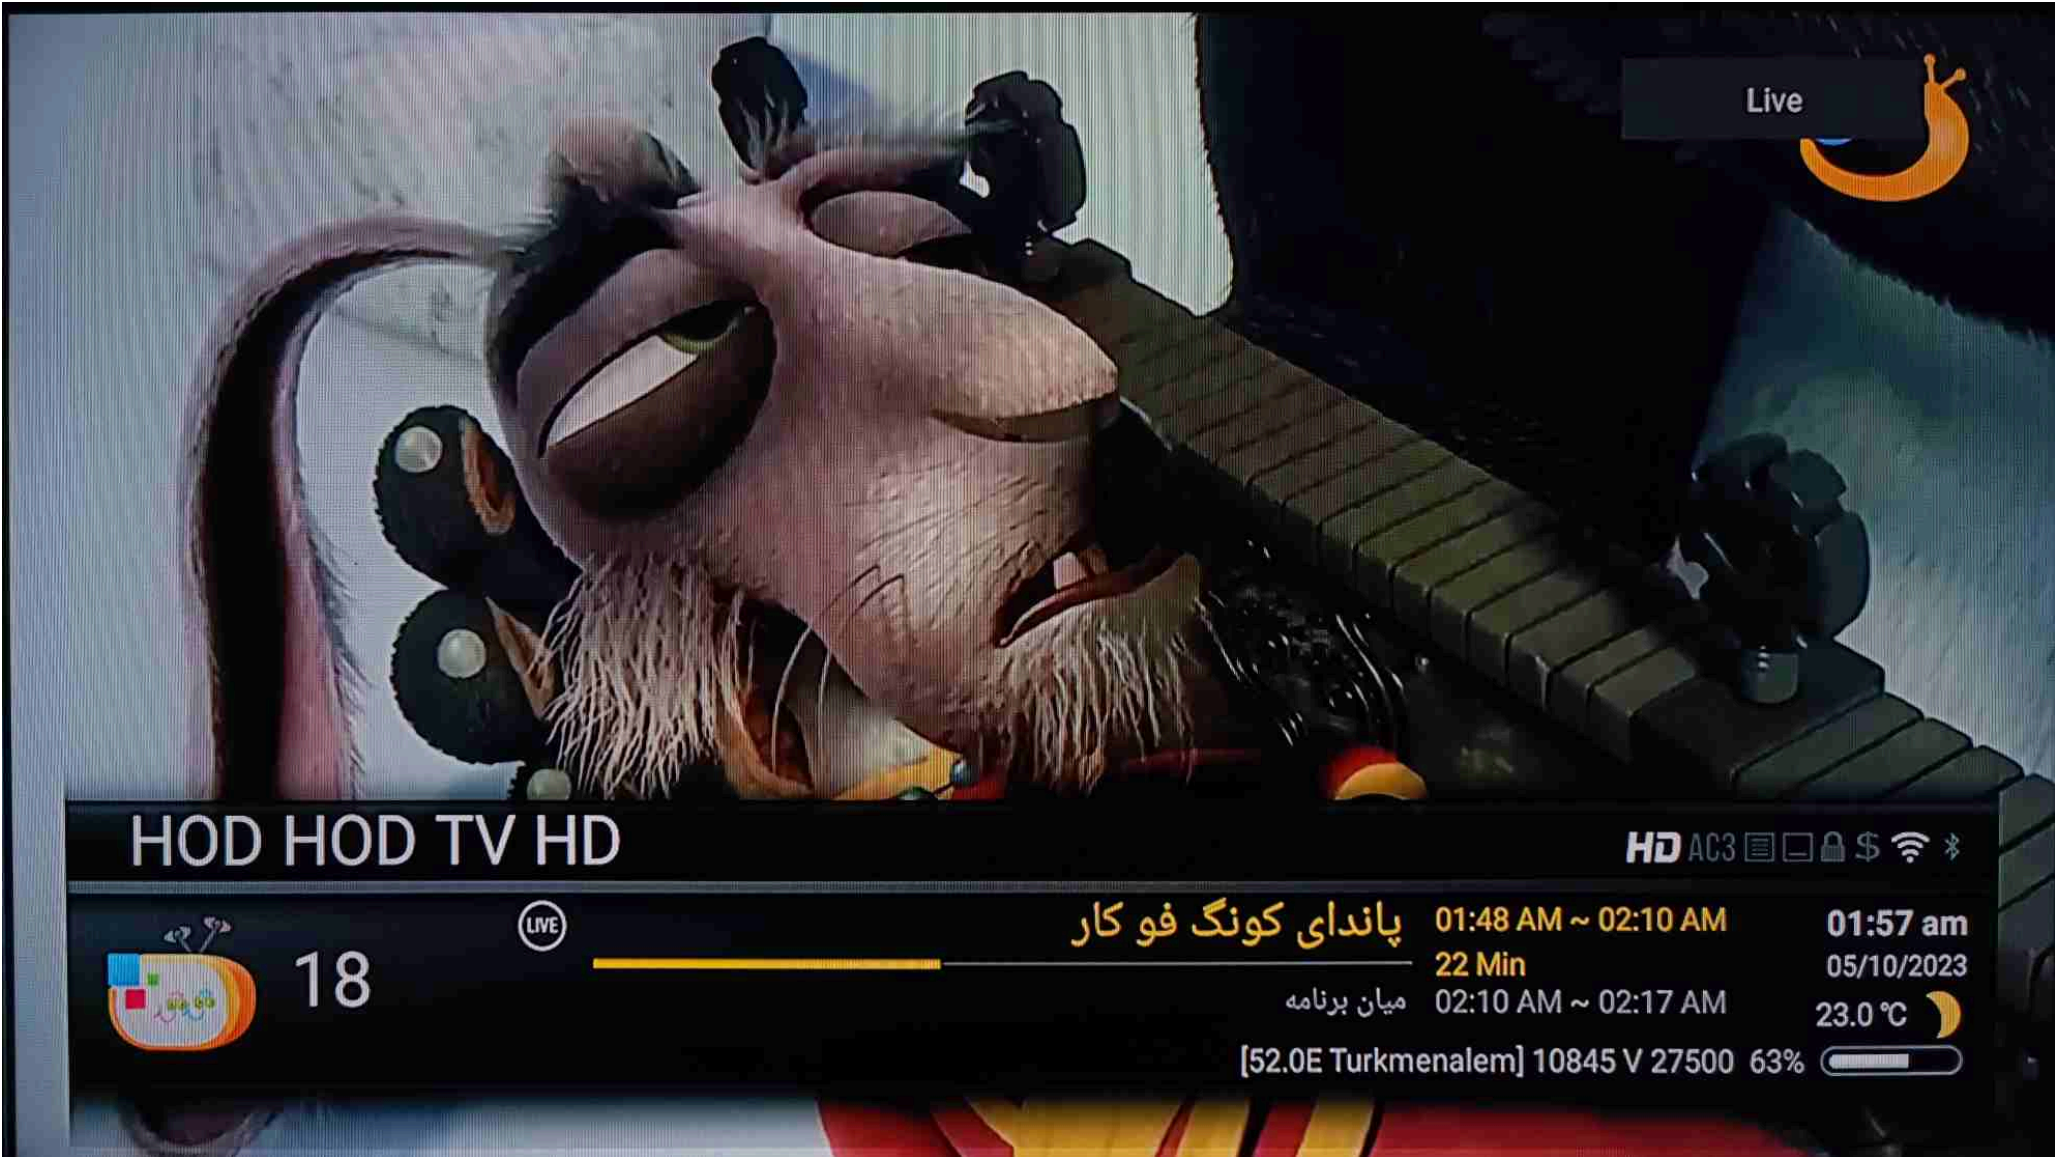 Live
HOD HOD TV HD
HD AC3 $
18
LIVE
پاندای کونگ فو کار
01:48 AM ~ 02:10 AM
22 Min
میان برنامه
02:10 AM ~ 02:17 AM
01:57 am
05/10/2023
23.0 °C
[52.0E Turkmenalem] 10845 V 27500 63%